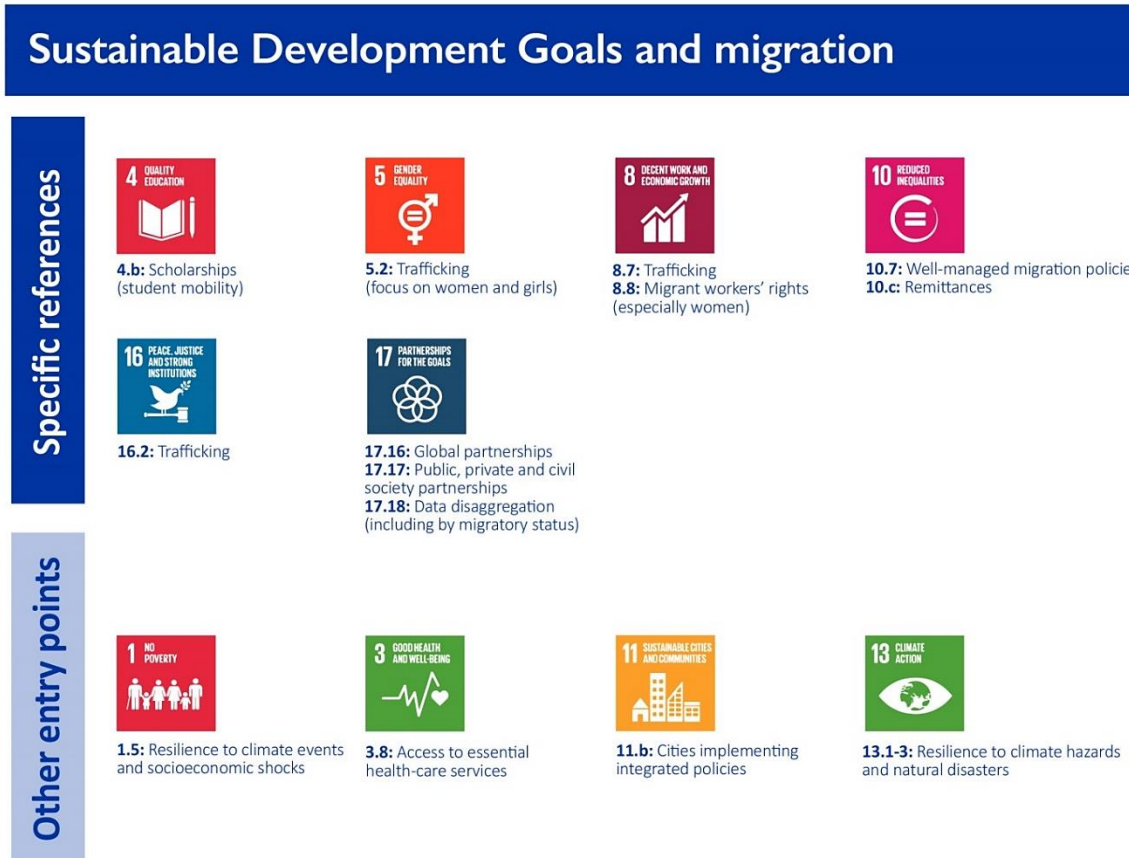 Sustainable Development Goals and migration
Specific references
4 QUALITY
EDUCATION
4.b: Scholarships
(student mobility)
5 GENDER
EQUALITY
5.2: Trafficking
(focus on women and girls)
8 DECENT WORK AND
ECONOMIC GROWTH
8.7: Trafficking
8.8: Migrant workers' rights
(especially women)
10 REDUCED
INEQUALITIES
10.7: Well-managed migration policie
10.c: Remittances
16 PEACE, JUSTICE
AND STRONG
INSTITUTIONS
16.2: Trafficking
17 PARTNERSHIPS
FOR THE GOALS
17.16: Global partnerships
17.17: Public, private and civil
society partnerships
17.18: Data disaggregation
(including by migratory status)
Other entry points
1 NO
POVERTY
1.5: Resilience to climate events
and socioeconomic shocks
3 GOOD HEALTH
AND WELL-BEING
3.8: Access to essential
health-care services
11 SUSTAINABLE CITIES
AND COMMUNITIES
11.b: Cities implementing
integrated policies
13 CLIMATE
ACTION
13.1-3: Resilience to climate hazards
and natural disasters